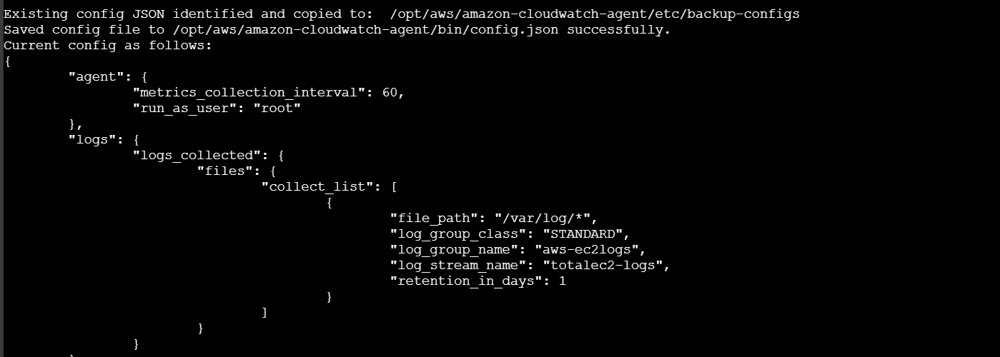 Existing config JSON identified and copied to:  /opt/aws/amazon-cloudwatch-agent/etc/backup-configs
Saved config file to /opt/aws/amazon-cloudwatch-agent/bin/config.json successfully.
Current config as follows:
{
        "agent": {
                "metrics_collection_interval": 60,
                "run_as_user": "root"
        },
        "logs": {
                "logs_collected": {
                        "files": {
                                "collect_list": [
                                        {
                                                "file_path": "/var/log/*",
                                                "log_group_class": "STANDARD",
                                                "log_group_name": "aws-ec2logs",
                                                "log_stream_name": "totalec2-logs",
                                                "retention_in_days": 1
                                        }
                                ]
                        }
                }
        }